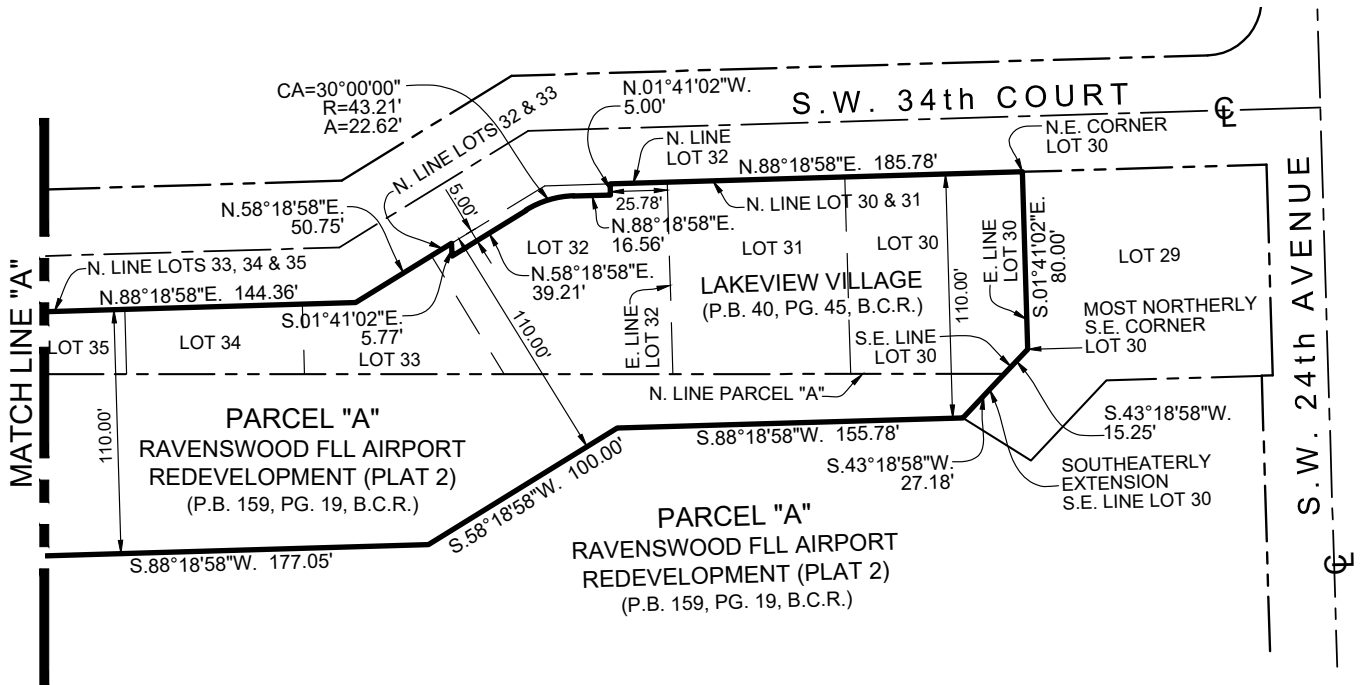 CA=30°00'00"
R=43.21'
A=22.62'
N.01°41'02"W.
5.00'
S.W. 34th COURT
CL
N. LINE LOTS 32 & 33
N. LINE
LOT 32
N.88°18'58"E. 185.78'
N.E. CORNER
LOT 30
N.58°18'58"E.
50.75'
5.00'
25.78'
N. LINE LOT 30 & 31
N.88°18'58"E.
16.56'
LOT 32
LOT 31
LOT 30
E. LINE
LOT 30
S.01°41'02"E.
80.00'
LOT 29
N. LINE LOTS 33, 34 & 35
N.88°18'58"E. 144.36'
N.58°18'58"E.
39.21'
LAKEVIEW VILLAGE
(P.B. 40, PG. 45, B.C.R.)
110.00'
MOST NORTHERLY
S.E. CORNER
LOT 30
S.01°41'02"E.
5.77'
LOT 35
LOT 34
LOT 33
110.00'
E. LINE
LOT 32
S.E. LINE
LOT 30
N. LINE PARCEL "A"
MATCH LINE "A"
110.00'
PARCEL "A"
RAVENSWOOD FLL AIRPORT
REDEVELOPMENT (PLAT 2)
(P.B. 159, PG. 19, B.C.R.)
S.88°18'58"W. 155.78'
S.43°18'58"W.
15.25'
S.43°18'58"W.
27.18'
SOUTHEATERLY
EXTENSION
S.E. LINE LOT 30
S.58°18'58"W. 100.00'
S.88°18'58"W. 177.05'
PARCEL "A"
RAVENSWOOD FLL AIRPORT
REDEVELOPMENT (PLAT 2)
(P.B. 159, PG. 19, B.C.R.)
S.W. 24th AVENUE
CL